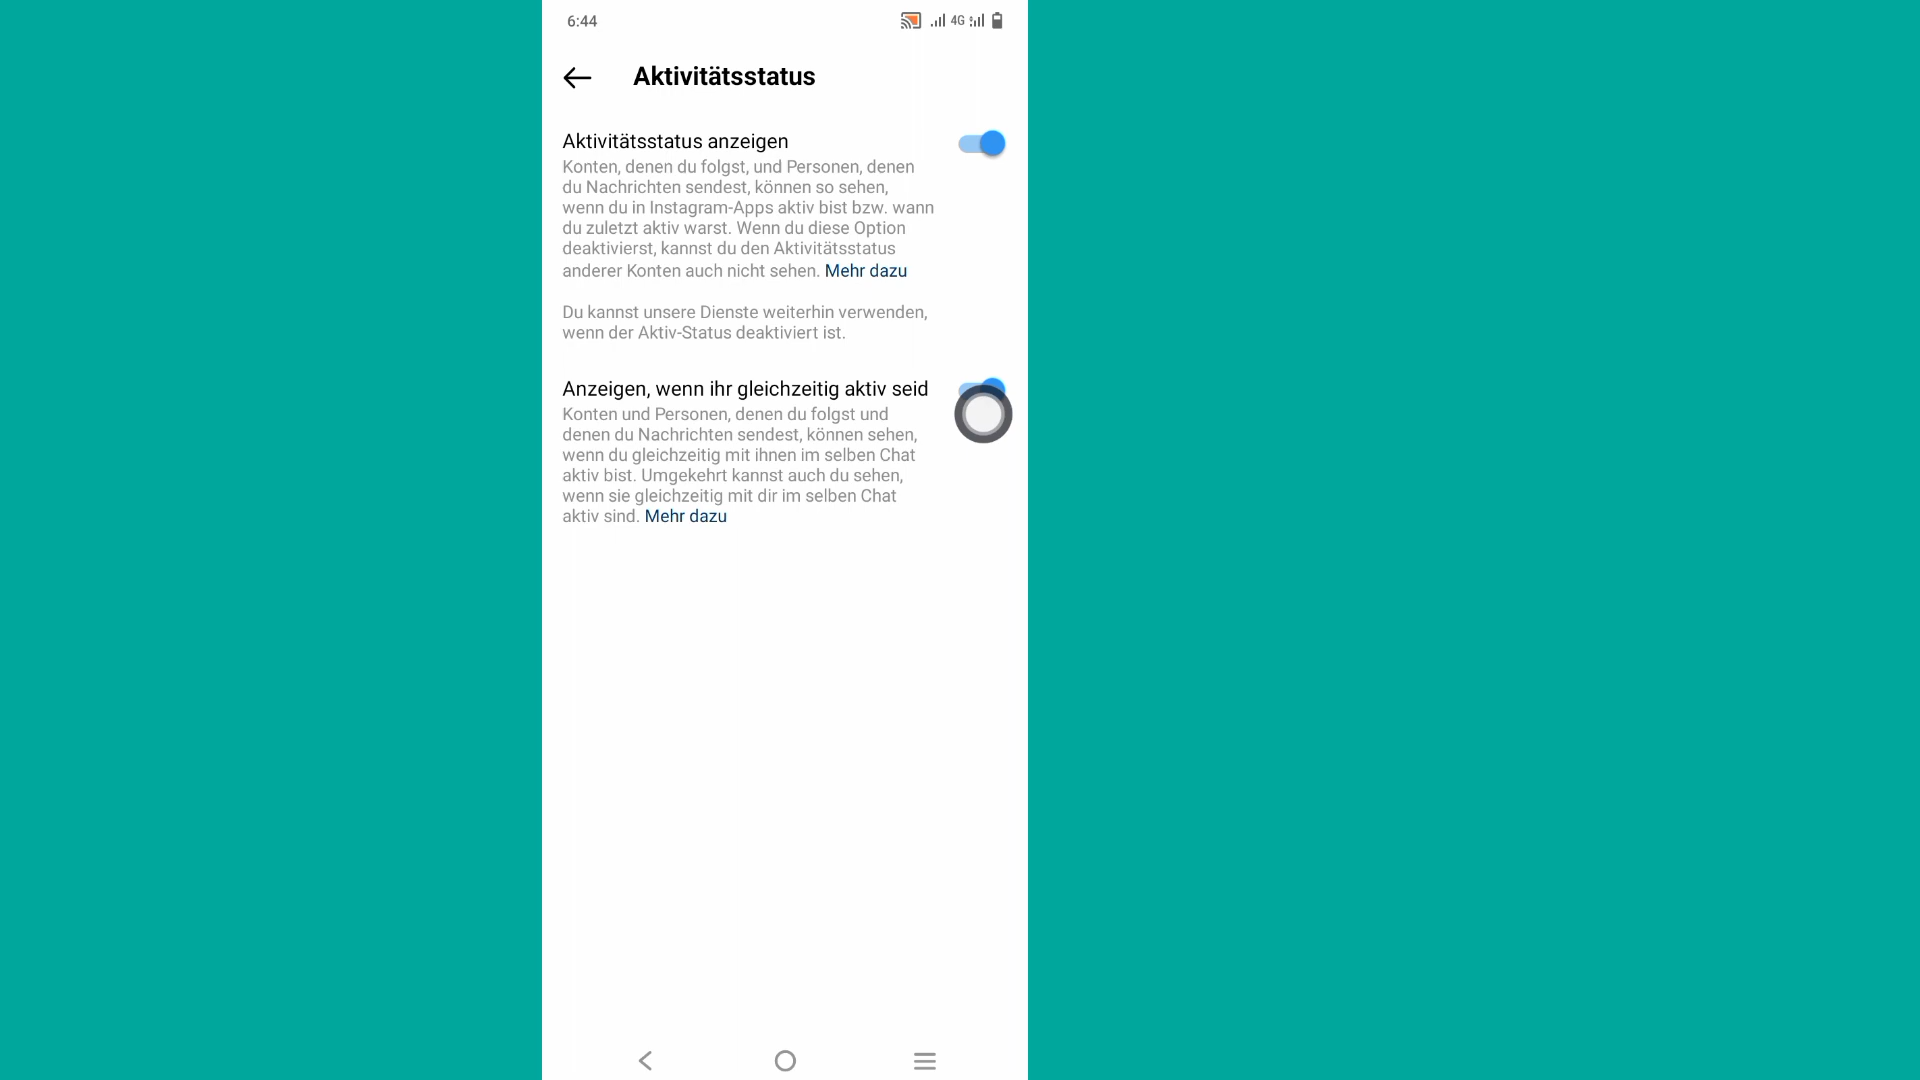 6:44
4G
Aktivitätsstatus
Aktivitätsstatus anzeigen
Konten, denen du folgst, und Personen, denen
du Nachrichten sendest, können so sehen,
wenn du in Instagram-Apps aktiv bist bzw. wann
du zuletzt aktiv warst. Wenn du diese Option
deaktivierst, kannst du den Aktivitätsstatus
anderer Konten auch nicht sehen. Mehr dazu
Du kannst unsere Dienste weiterhin verwenden,
wenn der Aktiv-Status deaktiviert ist.
Anzeigen, wenn ihr gleichzeitig aktiv seid
Konten und Personen, denen du folgst und
denen du Nachrichten sendest, können sehen,
wenn du gleichzeitig mit ihnen im selben Chat
aktiv bist. Umgekehrt kannst auch du sehen,
wenn sie gleichzeitig mit dir im selben Chat
aktiv sind. Mehr dazu